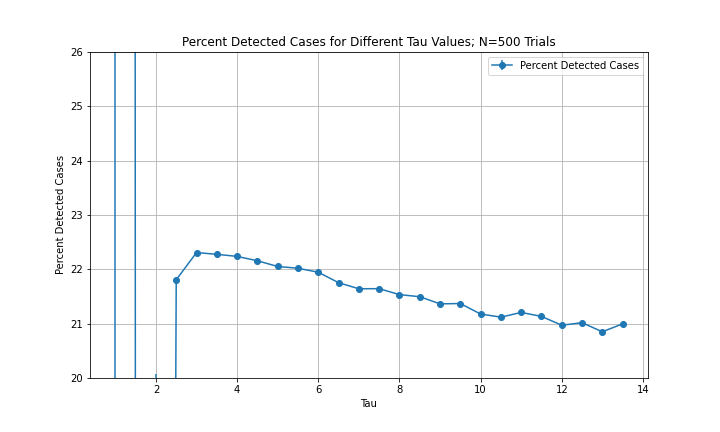 Percent Detected Cases for Different Tau Values; N=500 Trials
Percent Detected Cases
26
25
24
23
22
21
20
Percent Detected Cases
2 4 6 8 10 12 14
Tau